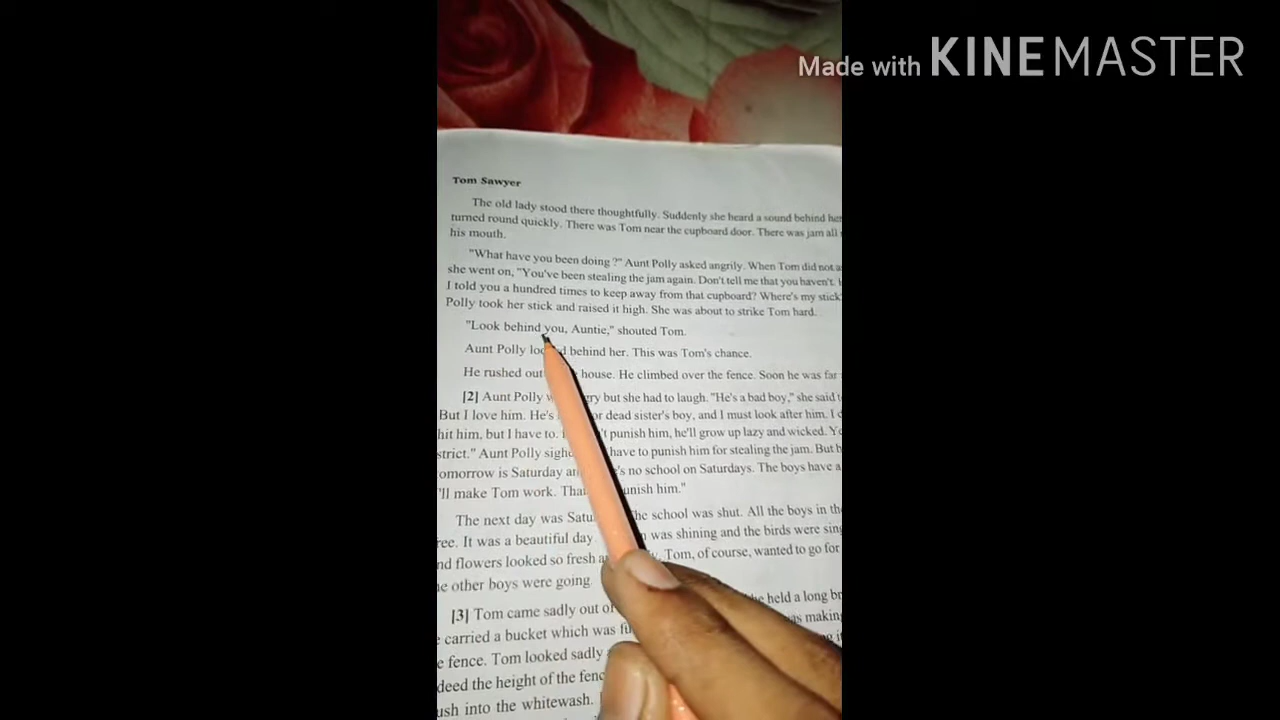 Made with KINEMASTER
Tom Sawyer
The old lady stood there thoughtfully. Suddenly she heard a sound behind her
turned round quickly. There was Tom near the cupboard door. There was jam all
his mouth.
"What have you been doing ?" Aunt Polly asked angrily. When Tom did not
she went on, "You've been stealing the jam again. Don't tell me that you haven't.
I told you a hundred times to keep away from that cupboard? Where's my stick
Polly took her stick and raised it high. She was about to strike Tom hard.
"Look behind you, Auntie," shouted Tom.
Aunt Polly behind her. This was Tom's chance.
He rushed out house. He climbed over the fence. Soon he was far
[2] Aunt Polly but she had to laugh. "He's a bad boy," she said
But I love him. He's dead sister's boy, and I must look after him. I
hit him, but I have to. punish him, he'll grow up lazy and wicked.
strict." Aunt Polly have to punish him for stealing the jam. But
omorrow is Saturday no school on Saturdays. The boys have a
'll make Tom work. him."
The next day was school was shut. All the boys in
ree. It was a beautiful day was shining and the birds were
nd flowers looked so fresh Tom, of course, wanted to go for
e other boys were going
[3] Tom came sadly out held a long
carried a bucket which was making
e fence. Tom looked sadly
deed the height of the
ush into the whitewash.